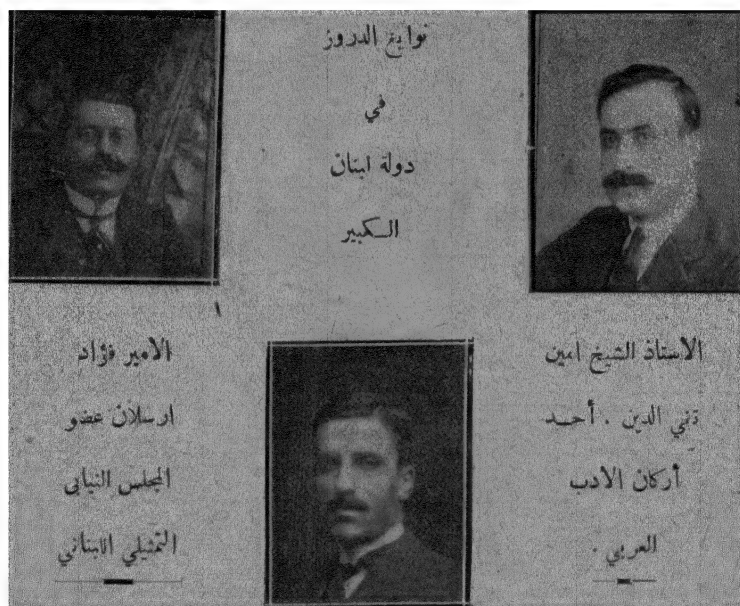 نوابغ الدروز
في
دولة لبنان
الكبير
الاستاذ الشيخ امين
تقي الدين . أحد
أركان الادب
العربي .
الامير فؤاد
ارسلان عضو
المجلس النيابي
التمثيلي اللبناني